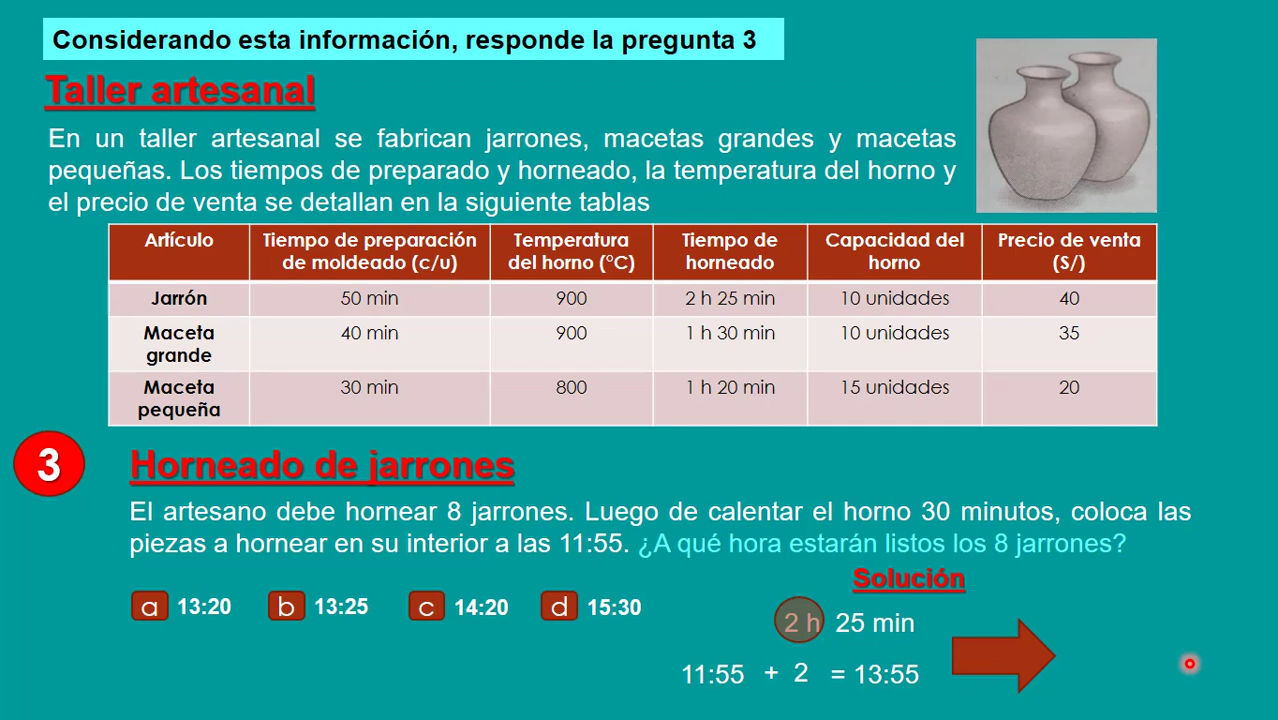 Considerando esta información, responde la pregunta 3
Taller artesanal
En un taller artesanal se fabrican jarrones, macetas grandes y macetas
pequeñas. Los tiempos de preparado y horneado, la temperatura del horno y
el precio de venta se detallan en la siguiente tablas
Artículo Tiempo de preparación de moldeado (c/u) Temperatura del horno (°C) Tiempo de horneado Capacidad del horno Precio de venta (S/)
Jarrón 50 min 900 2 h 25 min 10 unidades 40
Maceta grande 40 min 900 1 h 30 min 10 unidades 35
Maceta pequeña 30 min 800 1 h 20 min 15 unidades 20
3 Horneado de jarrones
El artesano debe hornear 8 jarrones. Luego de calentar el horno 30 minutos, coloca las
piezas a hornear en su interior a las 11:55. ¿A qué hora estarán listos los 8 jarrones?
a 13:20 b 13:25 c 14:20 d 15:30
Solución
2 h 25 min
11:55 + 2 = 13:55